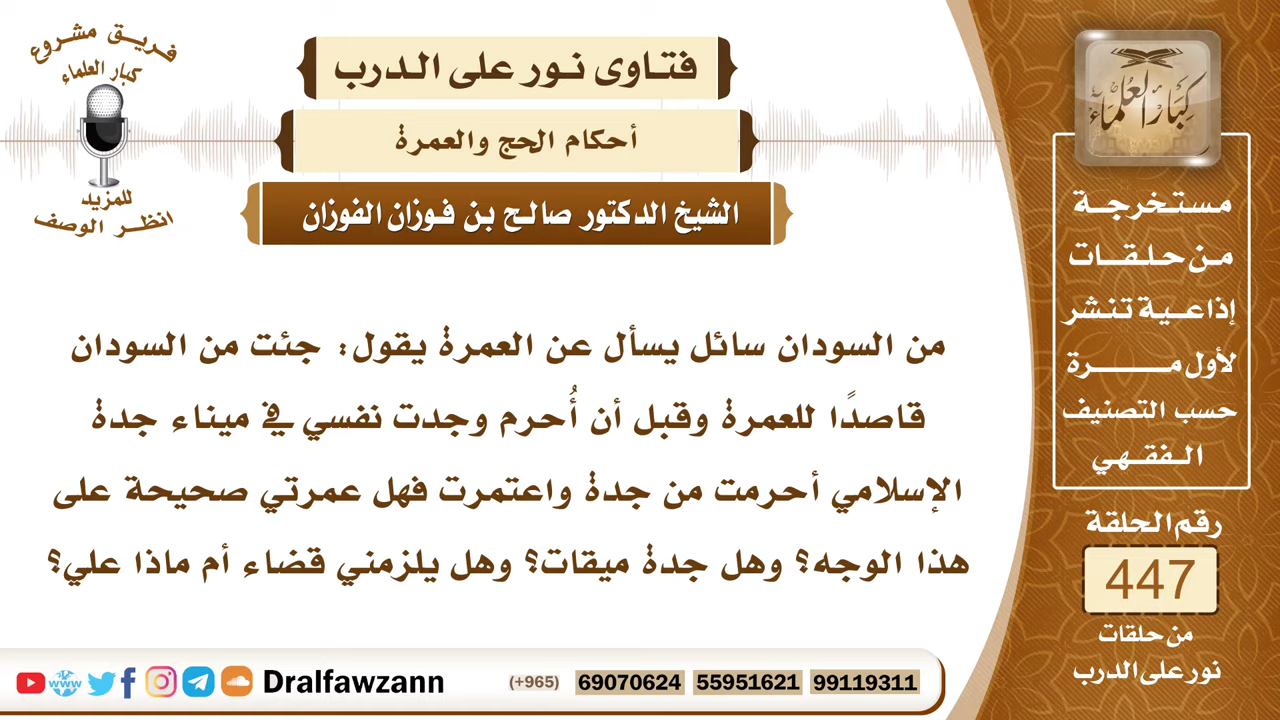 فريق مشروع
كبار العلماء
للمزيد
انظر الوصف
فتاوى نور على الدرب
أحكام الحج والعمرة
الشيخ الدكتور صالح بن فوزان الفوزان
من السودان سائل يسأل عن العمرة يقول: جئت من السودان
قاصدًا للعمرة وقبل أن أُحرم وجدت نفسي في ميناء جدة
الإسلامي أحرمت من جدة واعتمرت فهل عمرتي صحيحة على
هذا الوجه؟ وهل جدة ميقات؟ وهل يلزمني قضاء أم ماذا علي؟
كبار العلماء
مستخرجة
من حلقات
إذاعية تنشر
لأول مرة
حسب التصنيف
الفقهي
رقم الحلقة
447
من حلقات
نور على الدرب
www Dralfawzann (+965) 69070624 55951621 99119311